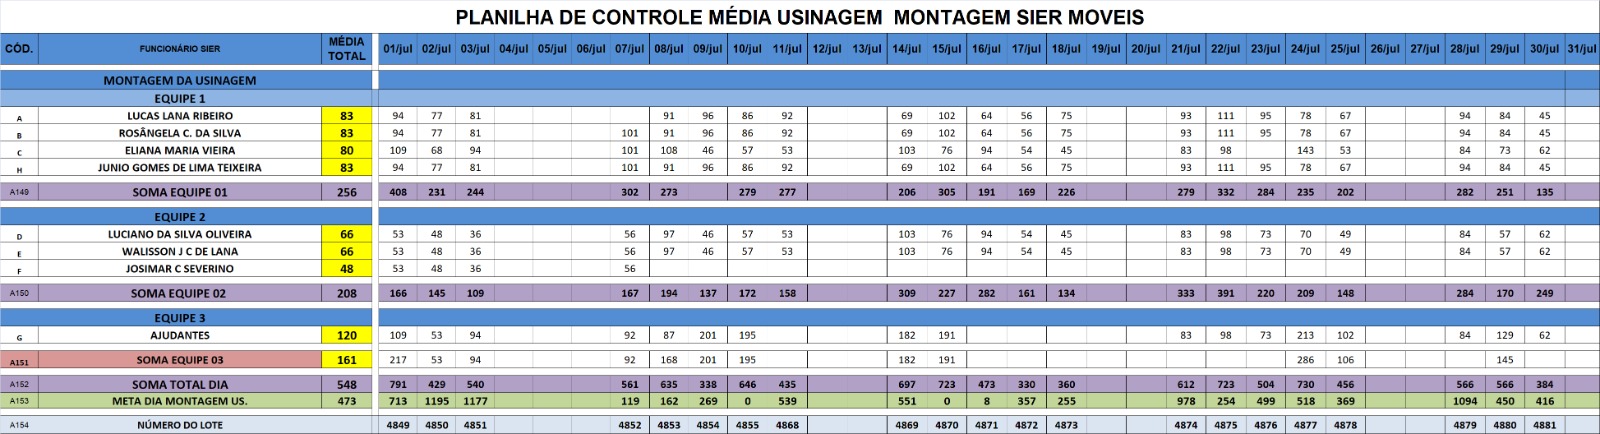 PLANILHA DE CONTROLE MÉDIA USINAGEM MONTAGEM SIER MOVEIS
CÓD. FUNCIONÁRIO SIER MÉDIA TOTAL 01/jul 02/jul 03/jul 04/jul 05/jul 06/jul 07/jul 08/jul 09/jul 10/jul 11/jul 12/jul 13/jul 14/jul 15/jul 16/jul 17/jul 18/jul 19/jul 20/jul 21/jul 22/jul 23/jul 24/jul 25/jul 26/jul 27/jul 28/jul 29/jul 30/jul 31/jul
MONTAGEM DA USINAGEM
EQUIPE 1
A LUCAS LANA RIBEIRO 83 94 77 81 91 96 86 92 69 102 64 56 75 93 111 95 78 67 94 84 45
B ROSÂNGELA C. DA SILVA 83 94 77 81 101 91 96 86 92 69 102 64 56 75 93 111 95 78 67 94 84 45
C ELIANA MARIA VIEIRA 80 109 68 94 101 108 46 57 53 103 76 94 54 45 83 98 143 53 84 73 62
H JUNIO GOMES DE LIMA TEIXEIRA 83 94 77 81 101 91 96 86 92 69 102 64 56 75 93 111 95 78 67 94 84 45
A149 SOMA EQUIPE 01 256 408 231 244 302 273 279 277 206 305 191 169 226 279 332 284 235 202 282 251 135
EQUIPE 2
D LUCIANO DA SILVA OLIVEIRA 66 53 48 36 56 97 46 57 53 103 76 94 54 45 83 98 73 70 49 84 57 62
E WALISSON J C DE LANA 66 53 48 36 56 97 46 57 53 103 76 94 54 45 83 98 73 70 49 84 57 62
F JOSIMAR C SEVERINO 48 53 48 36 56
A150 SOMA EQUIPE 02 208 166 145 109 167 194 137 172 158 309 227 282 161 134 333 391 220 209 148 284 170 249
EQUIPE 3
G AJUDANTES 120 109 53 94 92 87 201 195 182 191 83 98 73 213 102 84 129 62
A151 SOMA EQUIPE 03 161 217 53 94 92 168 201 195 182 191 286 106 145
A152 SOMA TOTAL DIA 548 791 429 540 561 635 338 646 435 697 723 473 330 360 612 723 504 730 456 566 566 384
A153 META DIA MONTAGEM US. 473 713 1195 1177 119 162 269 0 539 551 0 8 357 255 978 254 499 518 369 1094 450 416
A154 NÚMERO DO LOTE 4849 4850 4851 4852 4853 4854 4855 4868 4869 4870 4871 4872 4873 4874 4875 4876 4877 4878 4879 4880 4881